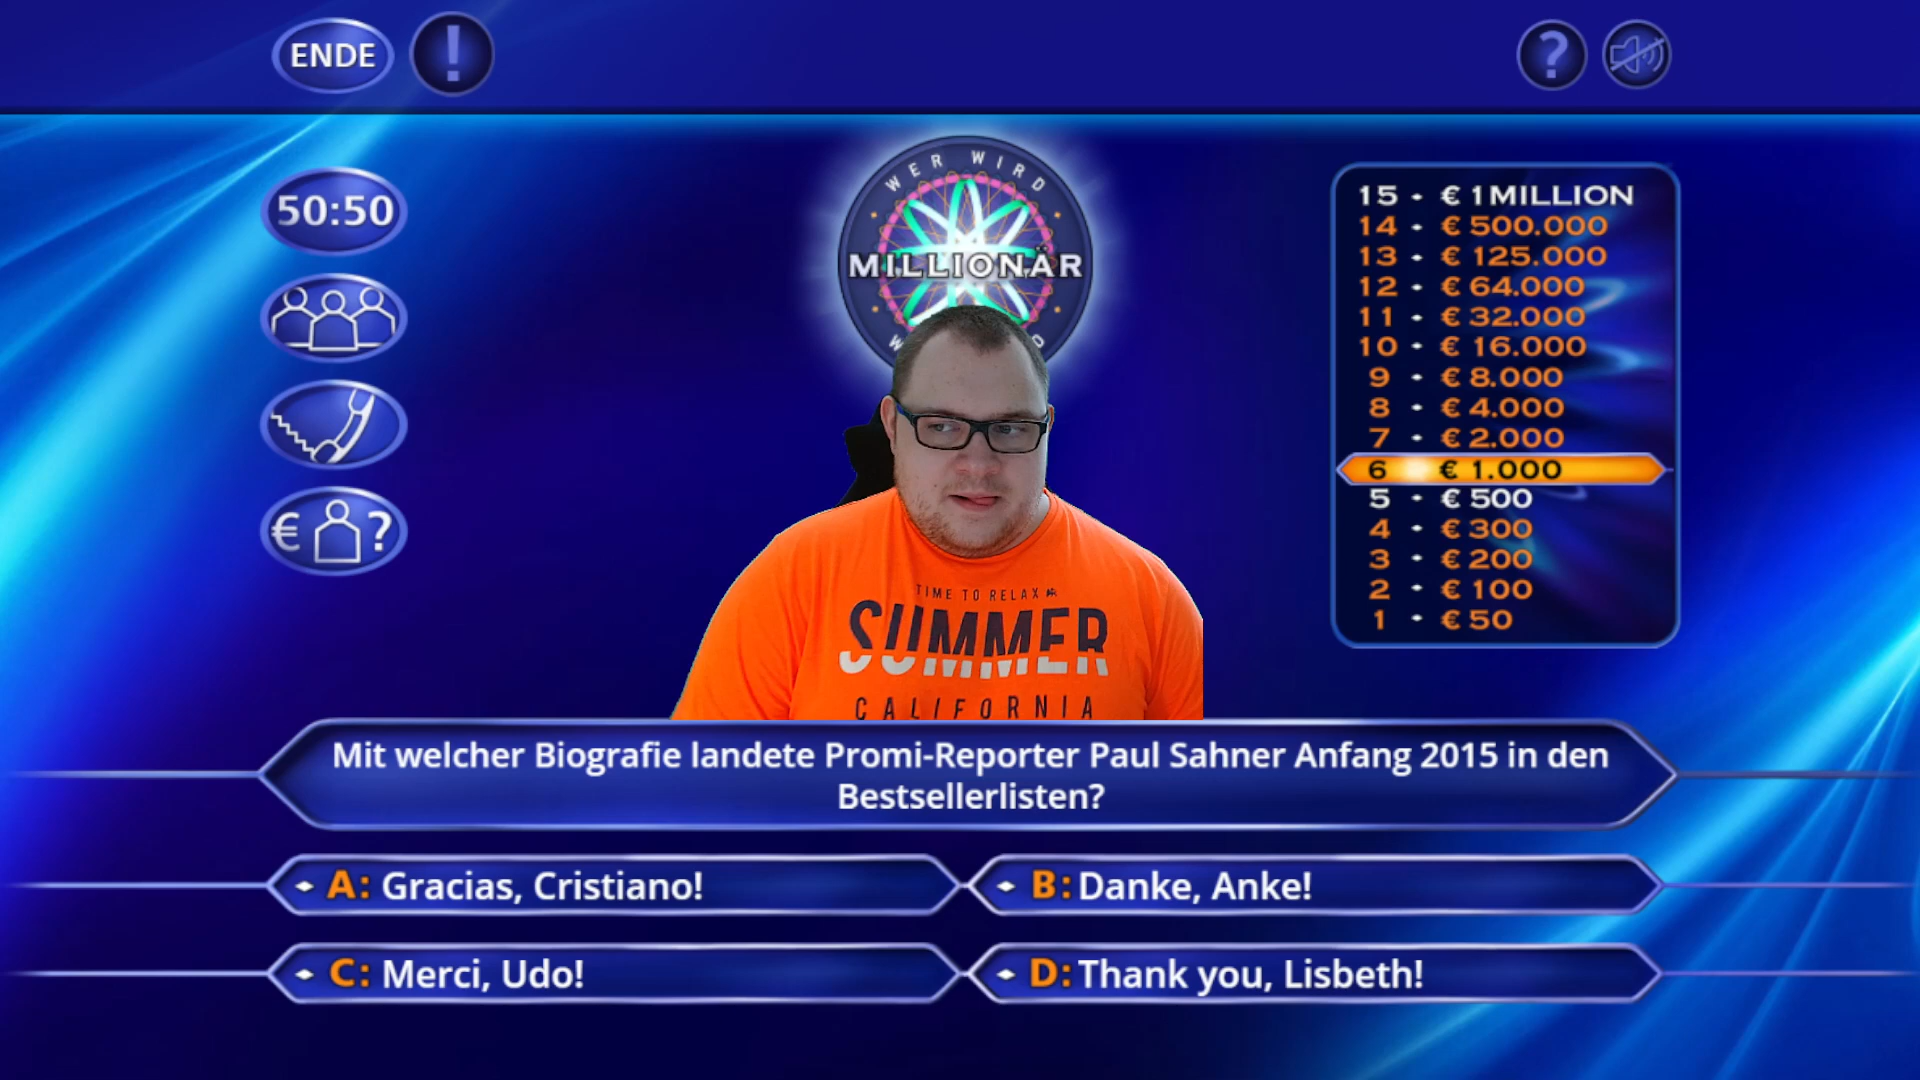 ENDE
!
?
50:50
€ ?
WER WIRD
MILLIONÄR
15 • € 1 MILLION
14 • € 500.000
13 • € 125.000
12 • € 64.000
11 • € 32.000
10 • € 16.000
9 • € 8.000
8 • € 4.000
7 • € 2.000
6 € 1.000
5 • € 500
4 • € 300
3 • € 200
2 • € 100
1 • € 50
TIME TO RELAX
SUMMER
CALIFORNIA
Mit welcher Biografie landete Promi-Reporter Paul Sahner Anfang 2015 in den
Bestsellerlisten?
A: Gracias, Cristiano!
B: Danke, Anke!
C: Merci, Udo!
D: Thank you, Lisbeth!